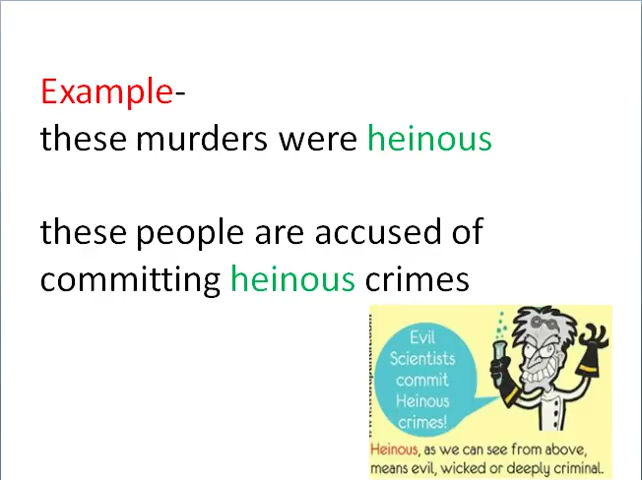 Example-
these murders were heinous
these people are accused of
committing heinous crimes
Evil
Scientists
commit
Heinous
crimes!
Heinous, as we can see from above,
means evil, wicked or deeply criminal.